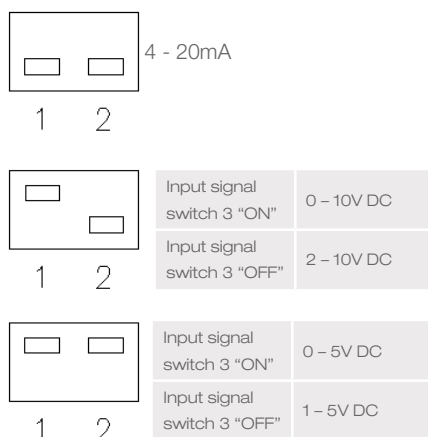 4 - 20mA
1 2
Input signal
switch 3 “ON”
0 – 10V DC
Input signal
switch 3 “OFF”
2 – 10V DC
1 2
Input signal
switch 3 “ON”
0 – 5V DC
Input signal
switch 3 “OFF”
1 – 5V DC
1 2